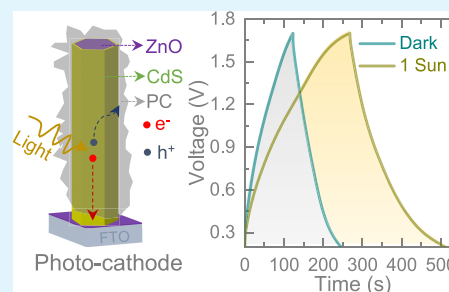 ZnO
CdS
PC
e-
h+
Light
FTO
Photo-cathode
1.8
1.5
1.2
0.9
0.6
0.3
Voltage (V)
Dark
1 Sun
0 100 200 300 400 500
Time (s)